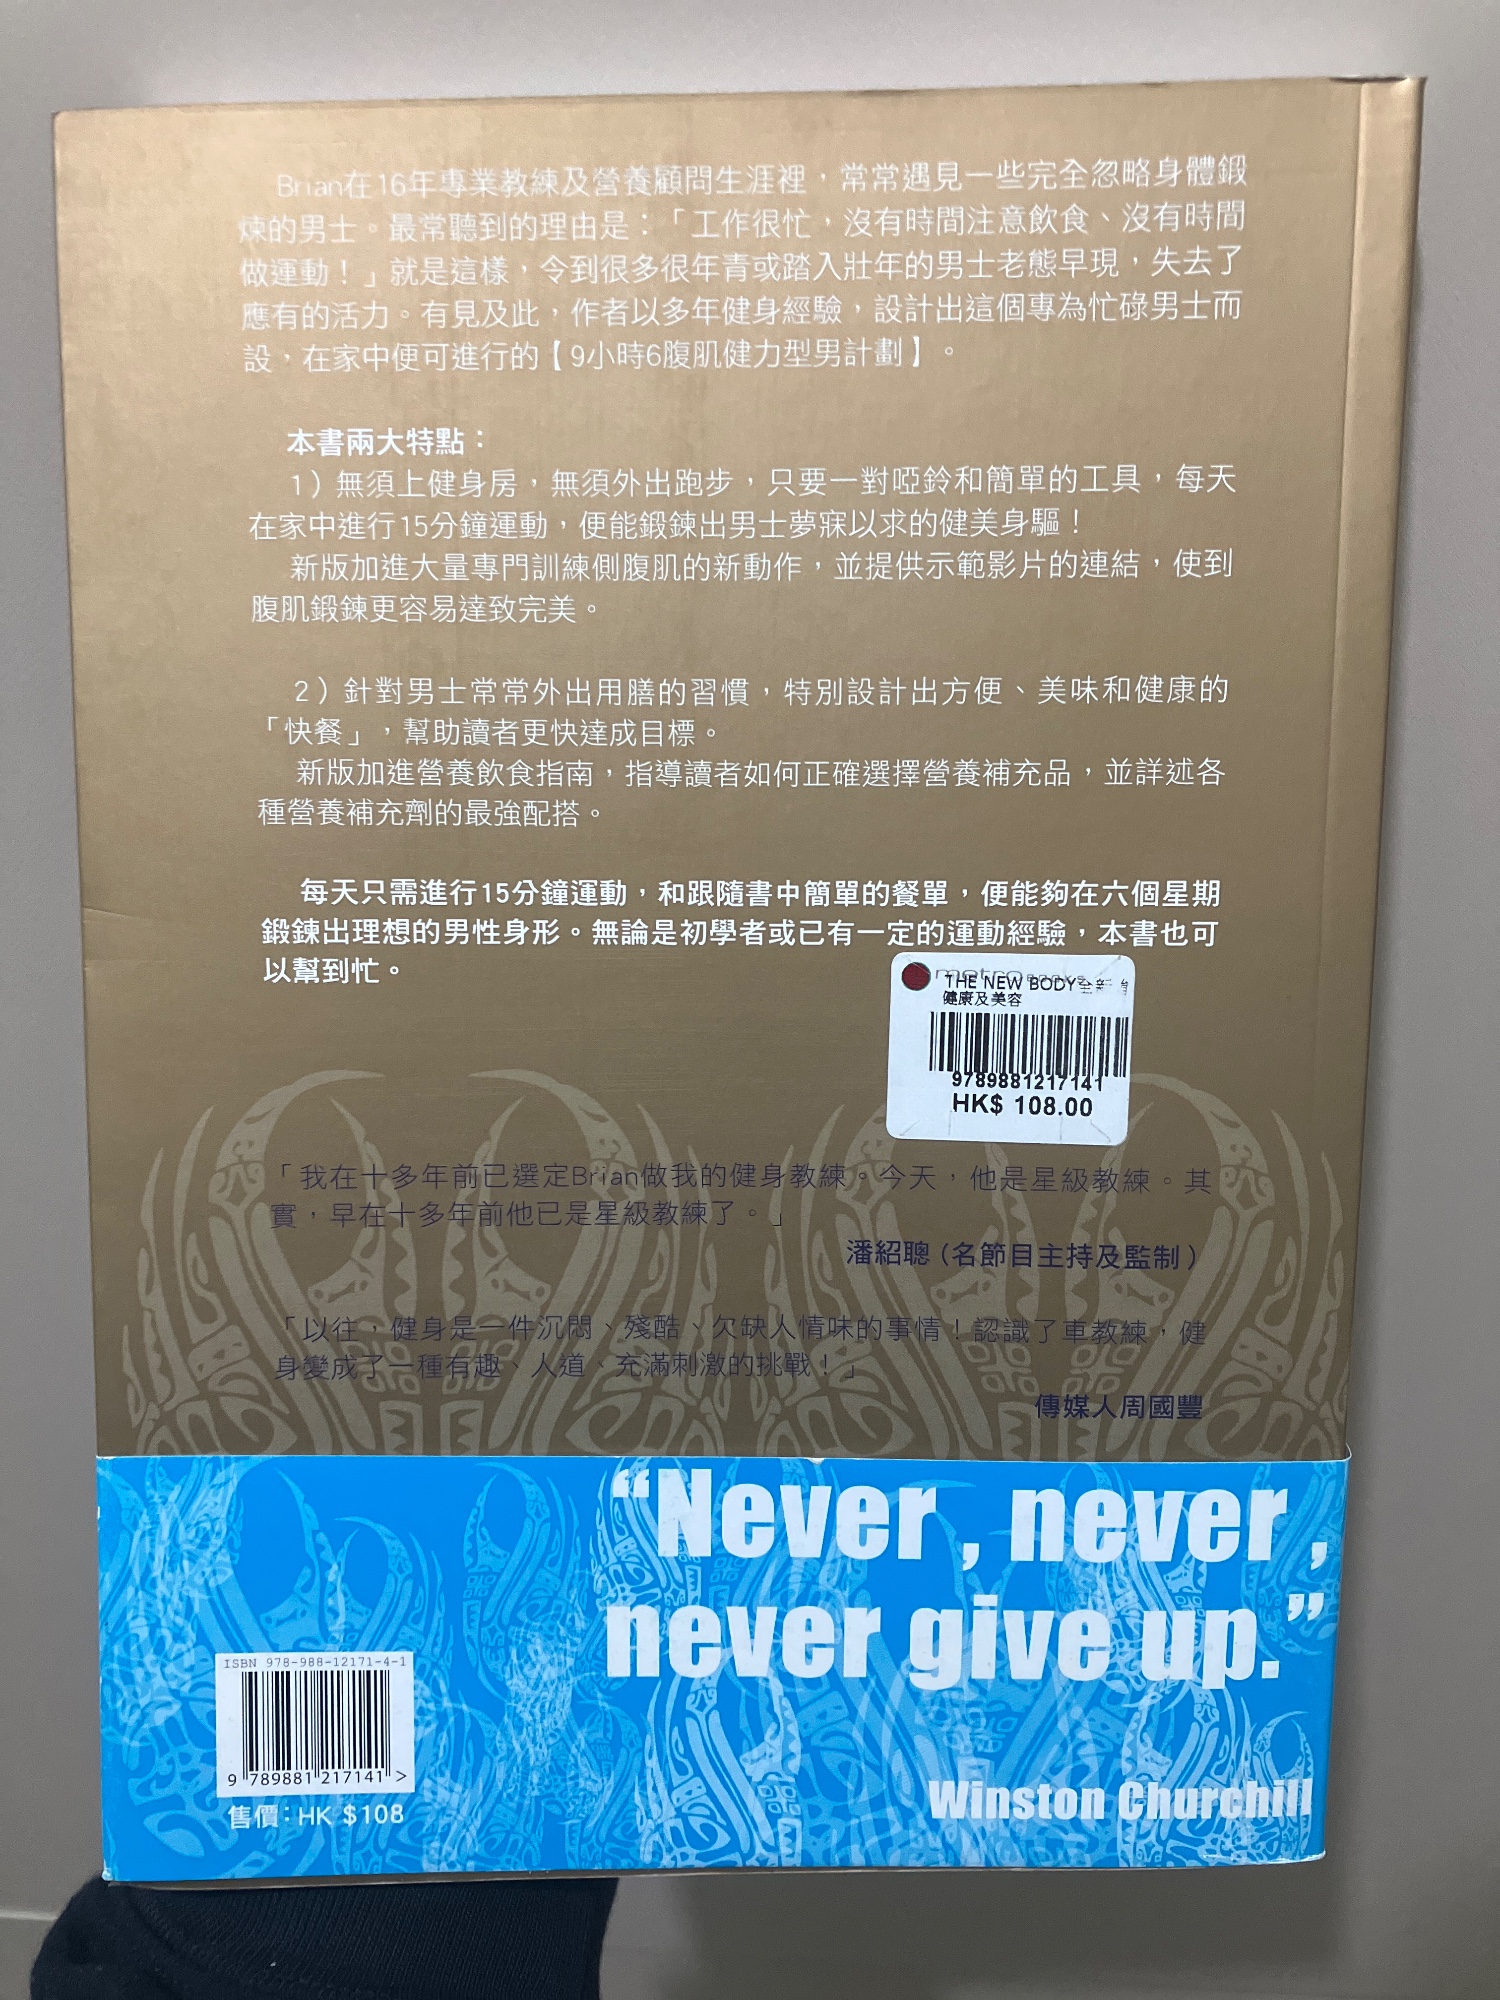 Brian在16年專業教練及營養顧問生涯裡，常常遇見一些完全忽略身體鍛
煉的男士。最常聽到的理由是：「工作很忙，沒有時間注意飲食、沒有時間
做運動！」就是這樣，令到很多很年青或踏入壯年的男士老態早現，失去了
應有的活力。有見及此，作者以多年健身經驗，設計出這個專為忙碌男士而
設，在家中便可進行的【9小時6腹肌健力型男計劃】。
本書兩大特點：
1）無須上健身房，無須外出跑步，只要一對啞鈴和簡單的工具，每天
在家中進行15分鐘運動，便能鍛鍊出男士夢寐以求的健美身驅！
新版加進大量專門訓練側腹肌的新動作，並提供示範影片的連結，使到
腹肌鍛鍊更容易達致完美。
2）針對男士常常外出用膳的習慣，特別設計出方便、美味和健康的
「快餐」，幫助讀者更快達成目標。
新版加進營養飲食指南，指導讀者如何正確選擇營養補充品，並詳述各
種營養補充劑的最強配搭。
每天只需進行15分鐘運動，和跟隨書中簡單的餐單，便能夠在六個星期
鍛鍊出理想的男性身形。無論是初學者或已有一定的運動經驗，本書也可
以幫到忙。
metrobooks
THE NEW BODY全新
健康及美容
9789881217141
HK$ 108.00
「我在十多年前已選定Brian做我的健身教練。今天，他是星級教練。其
實，早在十多年前他已是星級教練了。」
潘紹聰（名節目主持及監制）
「以往，健身是一件沉悶、殘酷、欠缺人情味的事情！認識了車教練，健
身變成了一種有趣、人道、充滿刺激的挑戰！」
傳媒人周國豐
“Never, never,
never give up.”
Winston Churchill
ISBN 978-988-12171-4-1
9 789881 217141 >
售價：HK $108